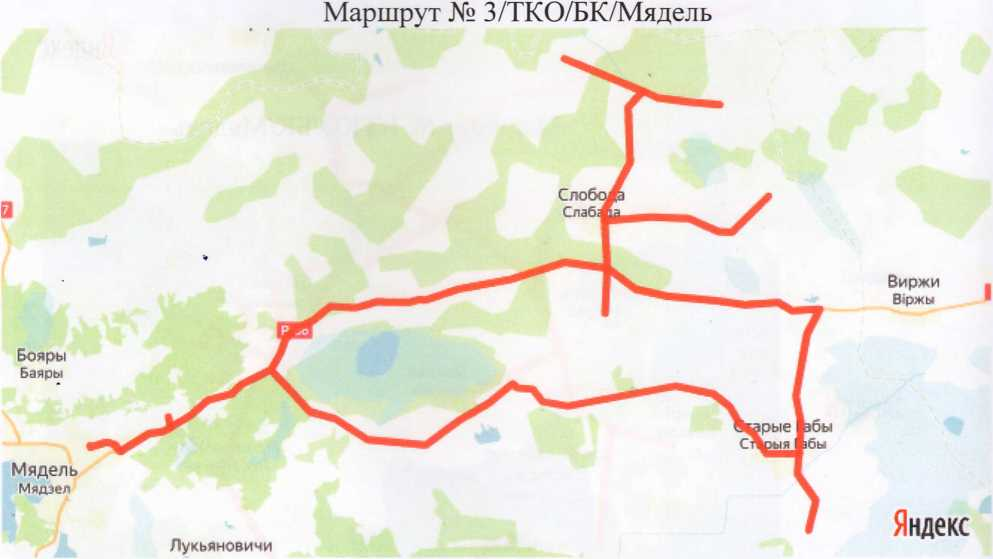 Маршрут № 3/ТКО/БК/Мядель
Слобода
Слабада
7
Виржи
Віржы
Бояры
Баяры
Старые Габы
Старыя Габы
Мядель
Мядзел
Яндекс
Лукьяновичи